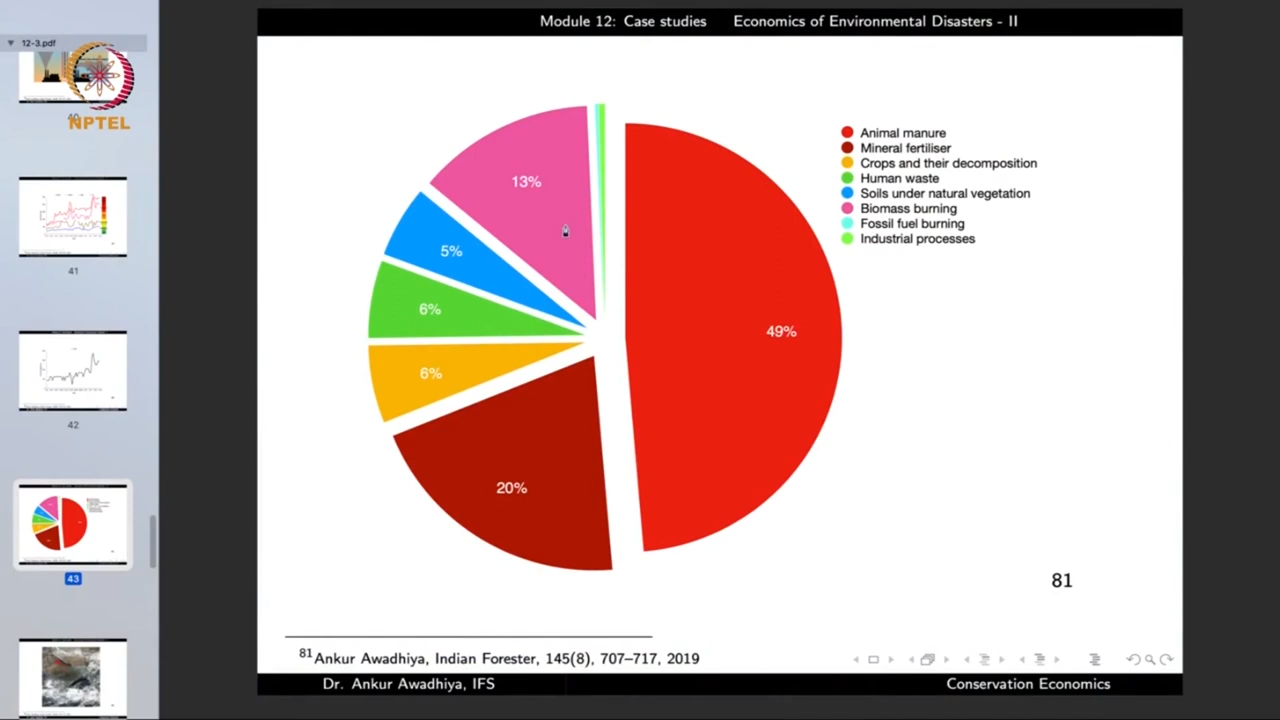 12-3.pdf
NPTEL
40
41
42
43
Module 12: Case studies Economics of Environmental Disasters - II
13%
5%
6%
6%
20%
49%
Animal manure
Mineral fertiliser
Crops and their decomposition
Human waste
Soils under natural vegetation
Biomass burning
Fossil fuel burning
Industrial processes
81
81 Ankur Awadhiya, Indian Forester, 145(8), 707–717, 2019
Dr. Ankur Awadhiya, IFS Conservation Economics